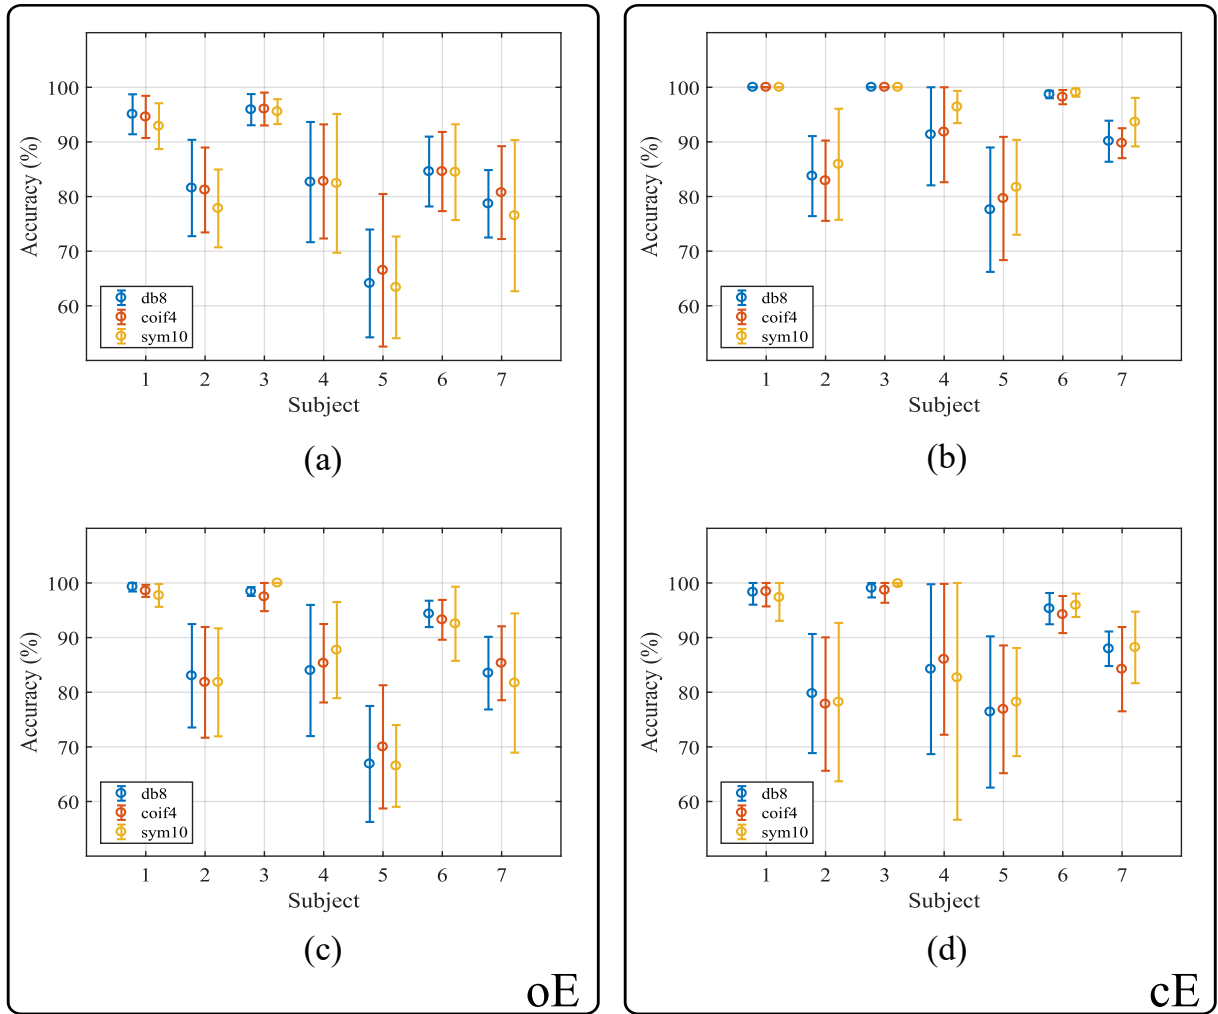 100
90
80
70
60
Accuracy (%)
db8
coif4
sym10
1 2 3 4 5 6 7
Subject
(a)
100
90
80
70
60
Accuracy (%)
db8
coif4
sym10
1 2 3 4 5 6 7
Subject
(b)
100
90
80
70
60
Accuracy (%)
db8
coif4
sym10
1 2 3 4 5 6 7
Subject
(c)
oE
100
90
80
70
60
Accuracy (%)
db8
coif4
sym10
1 2 3 4 5 6 7
Subject
(d)
cE